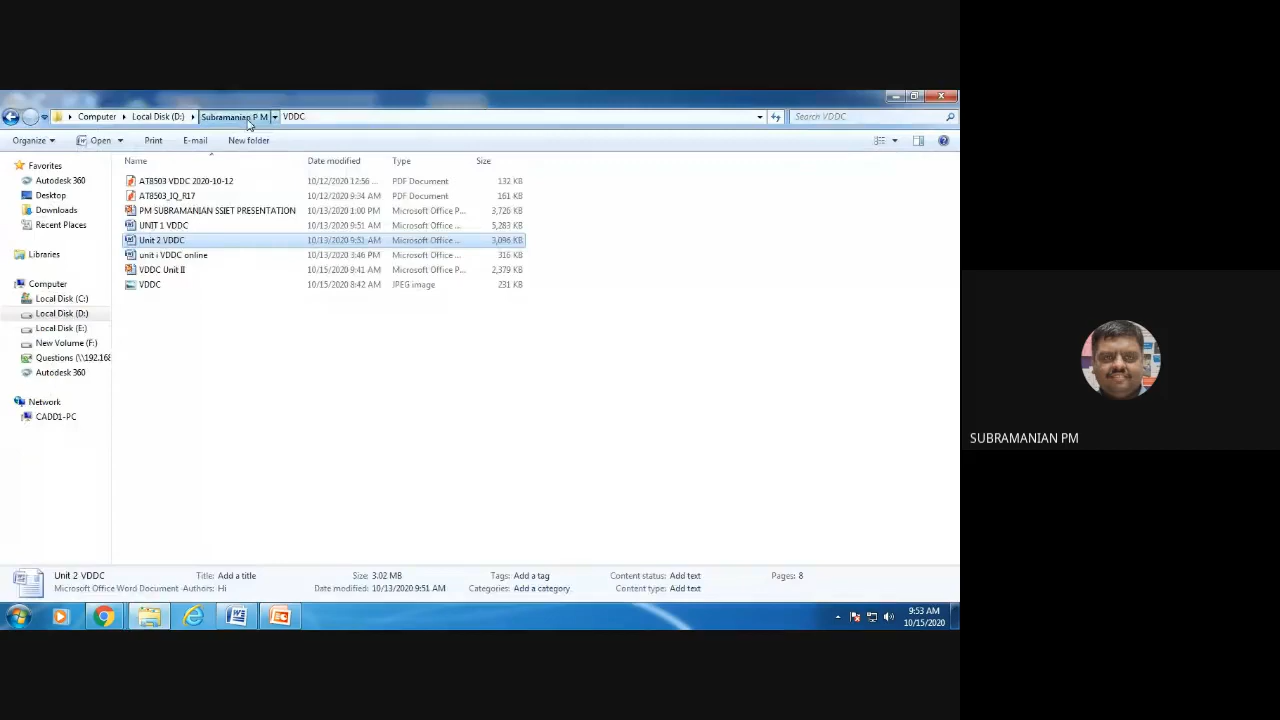 Computer Local Disk (D:) Subramanian P M VDDC Search VDDC
Organize Open Print E-mail New folder
Name Date modified Type Size
AT8503 VDDC 2020-10-12 10/12/2020 12:56 ... PDF Document 132 KB
AT8503_IQ_R17 10/12/2020 9:34 AM PDF Document 161 KB
PM SUBRAMANIAN SSIET PRESENTATION 10/13/2020 1:00 PM Microsoft Office P... 3,726 KB
UNIT 1 VDDC 10/13/2020 9:51 AM Microsoft Office ... 5,283 KB
Unit 2 VDDC 10/13/2020 9:51 AM Microsoft Office ... 3,096 KB
unit i VDDC online 10/13/2020 3:46 PM Microsoft Office ... 316 KB
VDDC Unit II 10/15/2020 9:41 AM Microsoft Office P... 2,379 KB
VDDC 10/15/2020 8:42 AM JPEG image 231 KB
Favorites
Autodesk 360
Desktop
Downloads
Recent Places
Libraries
Computer
Local Disk (C:)
Local Disk (D:)
Local Disk (E:)
New Volume (F:)
Questions (\\192.168
Autodesk 360
Network
CADD1-PC
Unit 2 VDDC Title: Add a title Size: 3.02 MB Tags: Add a tag Content status: Add text Pages: 8
Microsoft Office Word Document Authors: Hi Date modified: 10/13/2020 9:51 AM Categories: Add a category Content type: Add text
9:53 AM
10/15/2020
SUBRAMANIAN PM